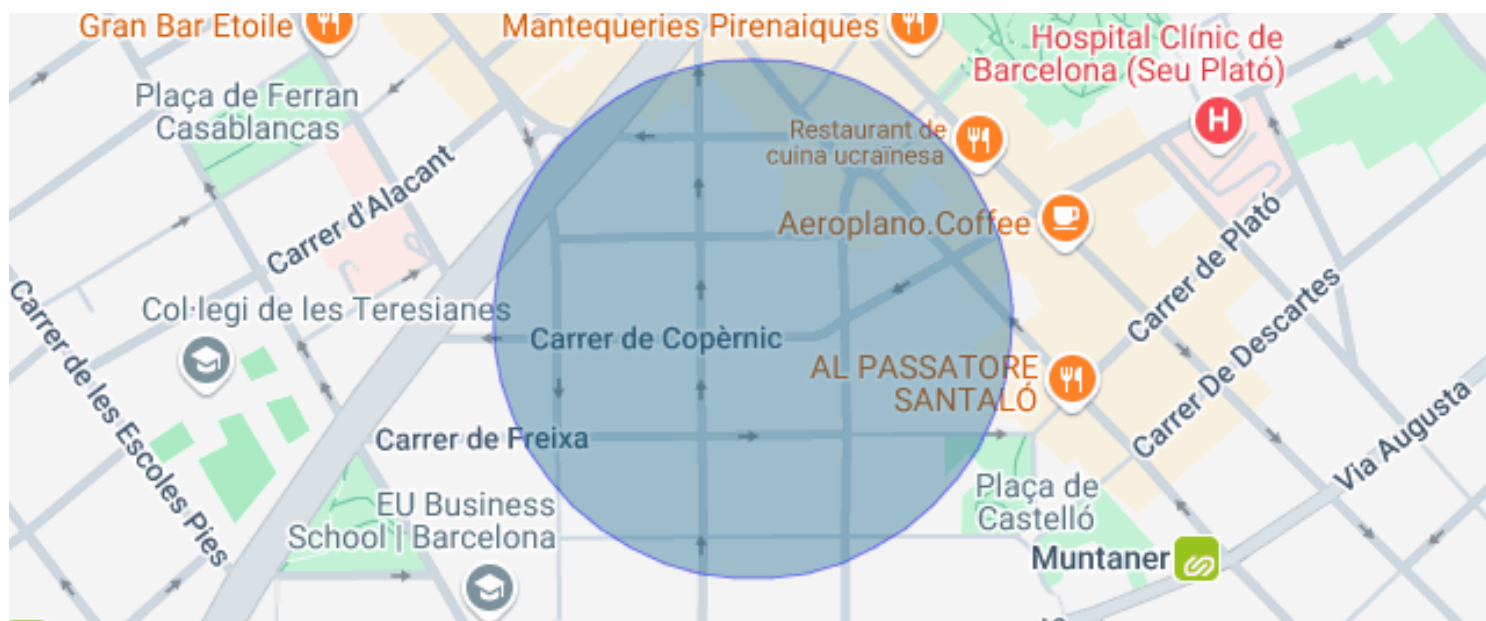 Gran Bar Etoile
Mantequeries Pirenaiques
Hospital Clínic de
Barcelona (Seu Plató)
H
Plaça de Ferran
Casablancas
Restaurant de
cuina ucraïnesa
Carrer d'Alacant
Aeroplano.Coffee
Carrer de Plató
Col·legi de les Teresianes
Carrer de les Escoles Pies
Carrer de Copèrnic
Carrer De Descartes
AL PASSATORE
SANTALÓ
Carrer de Freixa
Via Augusta
EU Business
School | Barcelona
Plaça de
Castelló
Muntaner